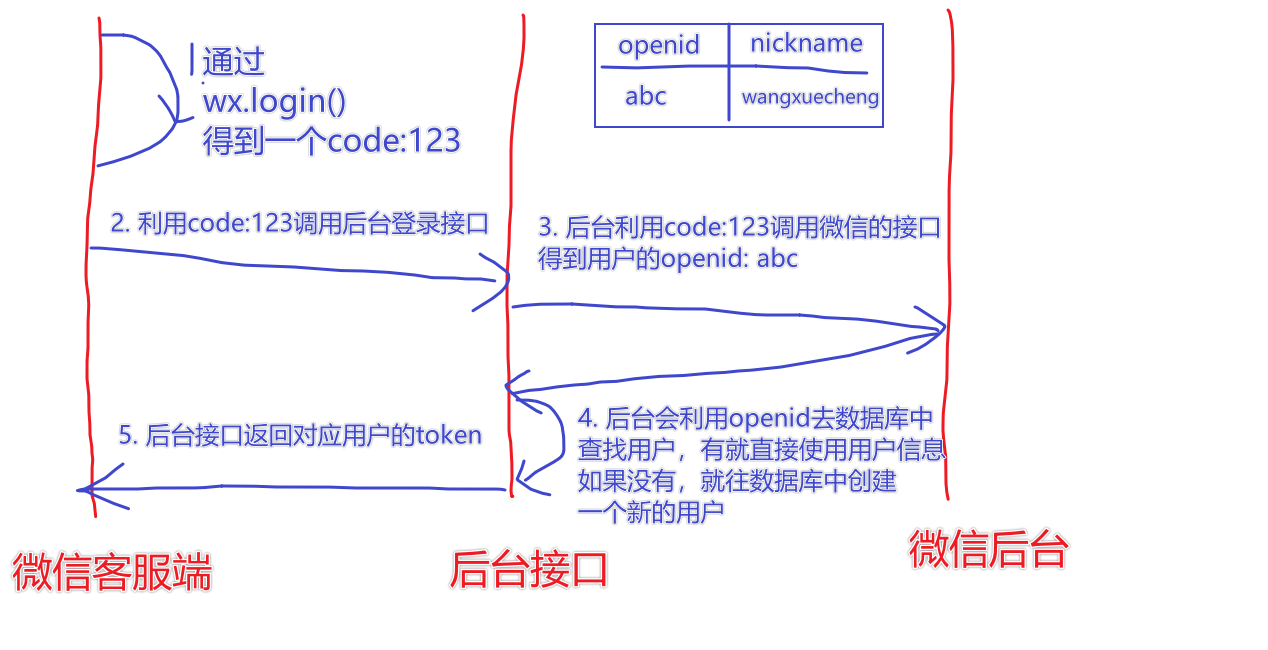 通过
wx.login()
得到一个code:123
openid
nickname
abc
wangxuecheng
2. 利用code:123调用后台登录接口
3. 后台利用code:123调用微信的接口
得到用户的openid: abc
4. 后台会利用openid去数据库中
查找用户，有就直接使用用户信息
如果没有，就往数据库中创建
一个新的用户
5. 后台接口返回对应用户的token
微信客服端
后台接口
微信后台